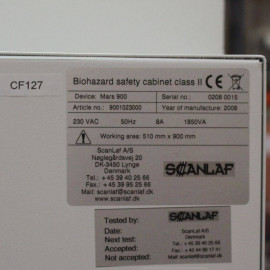 CF127
Biohazard safety cabinet class II CE
Device: Mars 900 Serial no.: 0208 0015
Article no.: 9001023000 Year of manufacture: 2008
230 VAC 50Hz 8A 1850VA
Working area: 510 mm x 900 mm
ScanLaf A/S
Nøglegårdsvej 20
DK-3450 Lynge
Danmark
Tel.: + 45 39 40 25 66
Fax.: + 45 39 95 25 66
Mail: scanlaf@scanlaf.dk
www.scanlaf.dk
SCANLAF
Tested by:
Date:
Next test:
Accepted:
Not accepted:
SCANLAF
ScanLaf A/S
Danmark